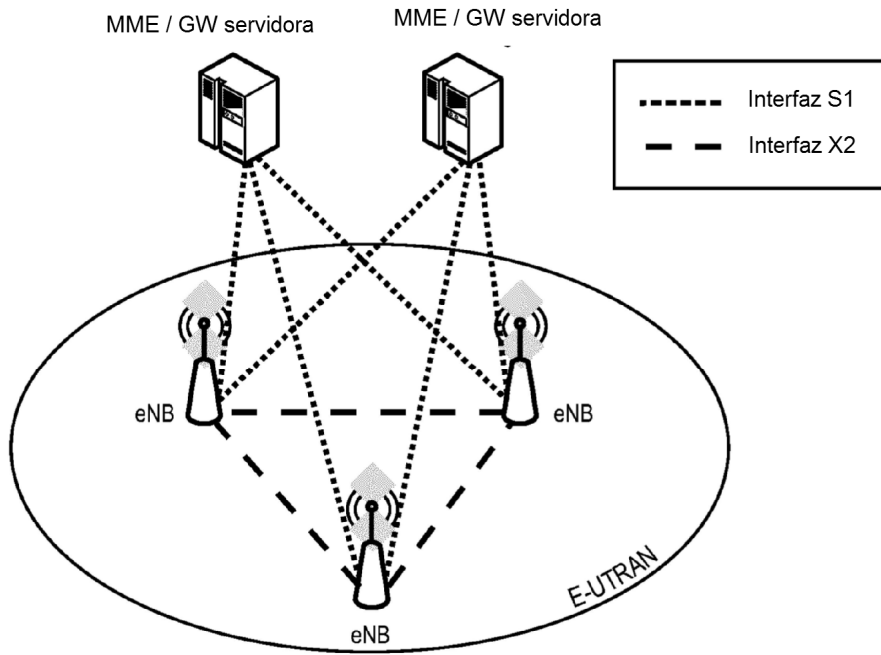 MME / GW servidora
MME / GW servidora
Interfaz S1
Interfaz X2
eNB
eNB
eNB
E-UTRAN